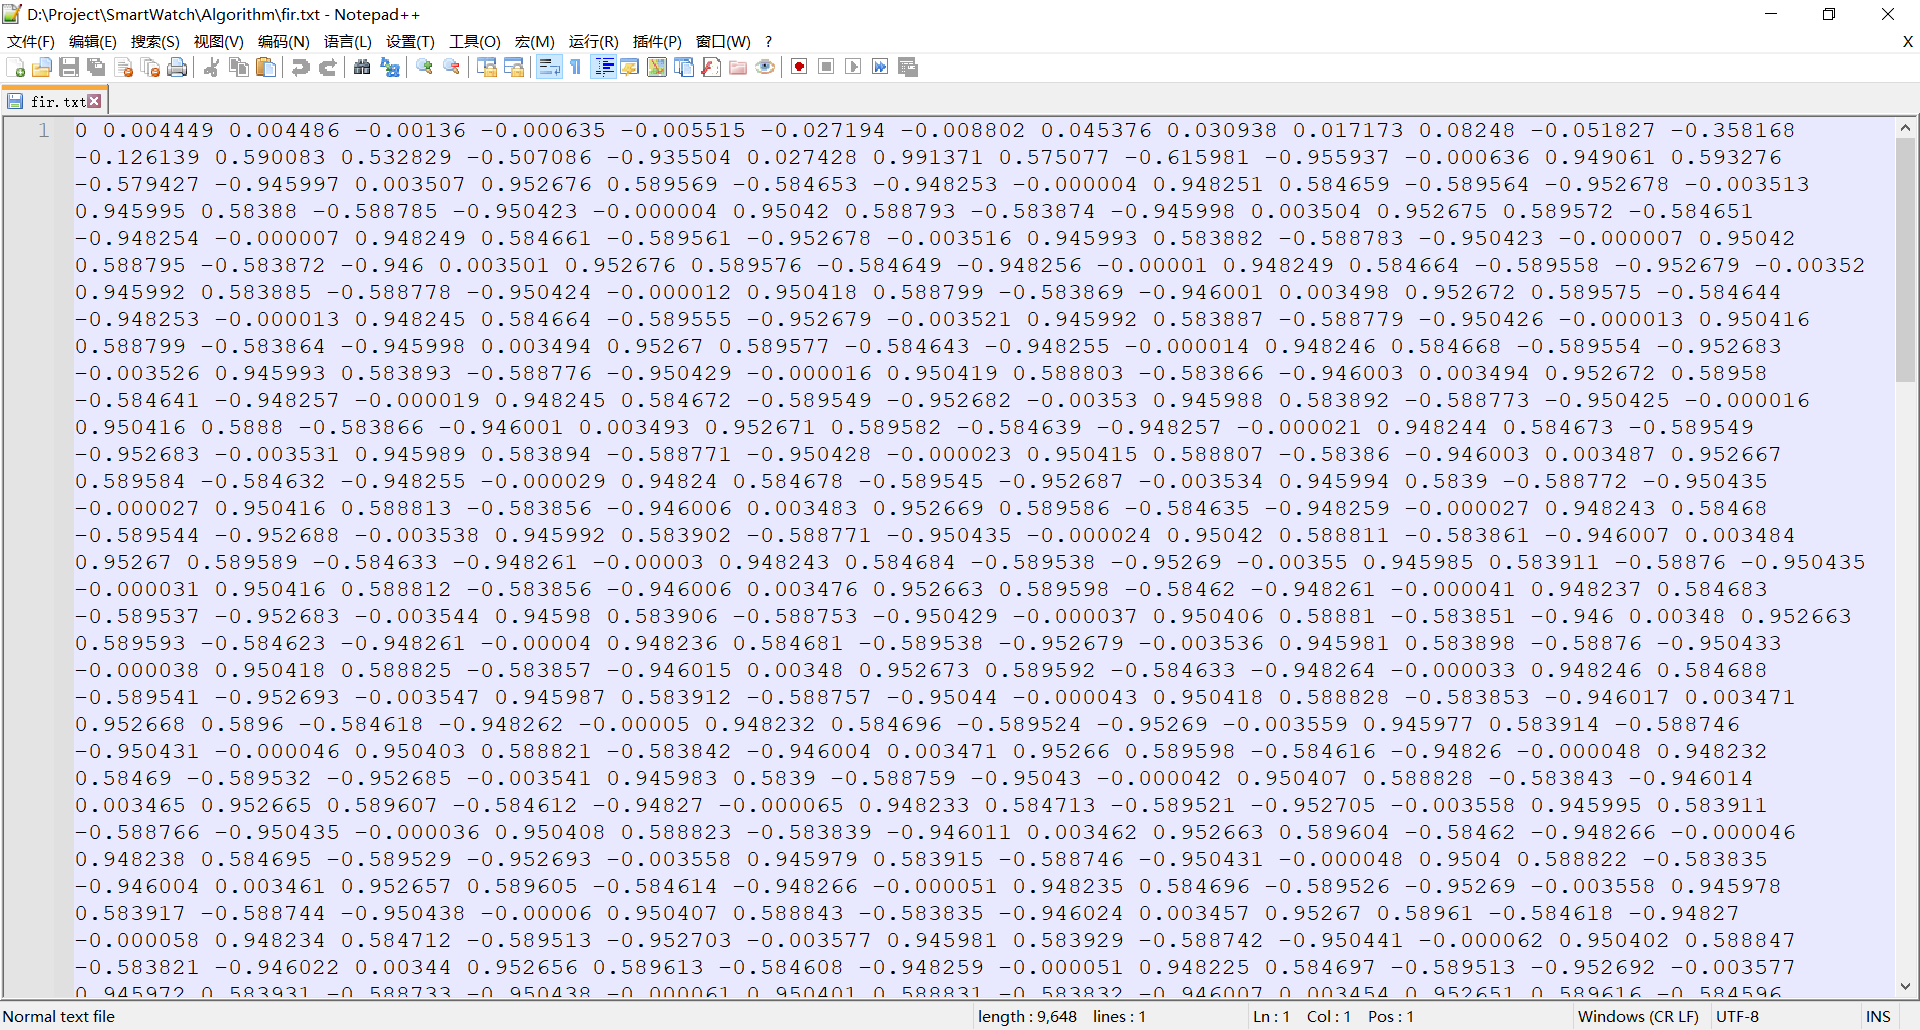 D:\Project\SmartWatch\Algorithm\fir.txt - Notepad++
文件(F) 编辑(E) 搜索(S) 视图(V) 编码(N) 语言(L) 设置(T) 工具(O) 宏(M) 运行(R) 插件(P) 窗口(W) ? X
fir.txt
1 0 0.004449 0.004486 -0.00136 -0.000635 -0.005515 -0.027194 -0.008802 0.045376 0.030938 0.017173 0.08248 -0.051827 -0.358168
-0.126139 0.590083 0.532829 -0.507086 -0.935504 0.027428 0.991371 0.575077 -0.615981 -0.955937 -0.000636 0.949061 0.593276
-0.579427 -0.945997 0.003507 0.952676 0.589569 -0.584653 -0.948253 -0.000004 0.948251 0.584659 -0.589564 -0.952678 -0.003513
0.945995 0.58388 -0.588785 -0.950423 -0.000004 0.95042 0.588793 -0.583874 -0.945998 0.003504 0.952675 0.589572 -0.584651
-0.948254 -0.000007 0.948249 0.584661 -0.589561 -0.952678 -0.003516 0.945993 0.583882 -0.588783 -0.950423 -0.000007 0.95042
0.588795 -0.583872 -0.946 0.003501 0.952676 0.589576 -0.584649 -0.948256 -0.00001 0.948249 0.584664 -0.589558 -0.952679 -0.00352
0.945992 0.583885 -0.588778 -0.950424 -0.000012 0.950418 0.588799 -0.583869 -0.946001 0.003498 0.952672 0.589575 -0.584644
-0.948253 -0.000013 0.948245 0.584664 -0.589555 -0.952679 -0.003521 0.945992 0.583887 -0.588779 -0.950426 -0.000013 0.950416
0.588799 -0.583864 -0.945998 0.003494 0.95267 0.589577 -0.584643 -0.948255 -0.000014 0.948246 0.584668 -0.589554 -0.952683
-0.003526 0.945993 0.583893 -0.588776 -0.950429 -0.000016 0.950419 0.588803 -0.583866 -0.946003 0.003494 0.952672 0.58958
-0.584641 -0.948257 -0.000019 0.948245 0.584672 -0.589549 -0.952682 -0.00353 0.945988 0.583892 -0.588773 -0.950425 -0.000016
0.950416 0.5888 -0.583866 -0.946001 0.003493 0.952671 0.589582 -0.584639 -0.948257 -0.000021 0.948244 0.584673 -0.589549
-0.952683 -0.003531 0.945989 0.583894 -0.588771 -0.950428 -0.000023 0.950415 0.588807 -0.58386 -0.946003 0.003487 0.952667
0.589584 -0.584632 -0.948255 -0.000029 0.94824 0.584678 -0.589545 -0.952687 -0.003534 0.945994 0.5839 -0.588772 -0.950435
-0.000027 0.950416 0.588813 -0.583856 -0.946006 0.003483 0.952669 0.589586 -0.584635 -0.948259 -0.000027 0.948243 0.58468
-0.589544 -0.952688 -0.003538 0.945992 0.583902 -0.588771 -0.950435 -0.000024 0.95042 0.588811 -0.583861 -0.946007 0.003484
0.95267 0.589589 -0.584633 -0.948261 -0.00003 0.948243 0.584684 -0.589538 -0.95269 -0.00355 0.945985 0.583911 -0.58876 -0.950435
-0.000031 0.950416 0.588812 -0.583856 -0.946006 0.003476 0.952663 0.589598 -0.58462 -0.948261 -0.000041 0.948237 0.584683
-0.589537 -0.952683 -0.003544 0.94598 0.583906 -0.588753 -0.950429 -0.000037 0.950406 0.58881 -0.583851 -0.946 0.00348 0.952663
0.589593 -0.584623 -0.948261 -0.00004 0.948236 0.584681 -0.589538 -0.952679 -0.003536 0.945981 0.583898 -0.58876 -0.950433
-0.000038 0.950418 0.588825 -0.583857 -0.946015 0.00348 0.952673 0.589592 -0.584633 -0.948264 -0.000033 0.948246 0.584688
-0.589541 -0.952693 -0.003547 0.945987 0.583912 -0.588757 -0.95044 -0.000043 0.950418 0.588828 -0.583853 -0.946017 0.003471
0.952668 0.5896 -0.584618 -0.948262 -0.00005 0.948232 0.584696 -0.589524 -0.95269 -0.003559 0.945977 0.583914 -0.588746
-0.950431 -0.000046 0.950403 0.588821 -0.583842 -0.946004 0.003471 0.95266 0.589598 -0.584616 -0.94826 -0.000048 0.948232
0.58469 -0.589532 -0.952685 -0.003541 0.945983 0.5839 -0.588759 -0.95043 -0.000042 0.950407 0.588828 -0.583843 -0.946014
0.003465 0.952665 0.589607 -0.584612 -0.94827 -0.000065 0.948233 0.584713 -0.589521 -0.952705 -0.003558 0.945995 0.583911
-0.588766 -0.950435 -0.000036 0.950408 0.588823 -0.583839 -0.946011 0.003462 0.952663 0.589604 -0.58462 -0.948266 -0.000046
0.948238 0.584695 -0.589529 -0.952693 -0.003558 0.945979 0.583915 -0.588746 -0.950431 -0.000048 0.9504 0.588822 -0.583835
-0.946004 0.003461 0.952657 0.589605 -0.584614 -0.948266 -0.000051 0.948235 0.584696 -0.589526 -0.95269 -0.003558 0.945978
0.583917 -0.588744 -0.950438 -0.00006 0.950407 0.588843 -0.583835 -0.946024 0.003457 0.95267 0.58961 -0.584618 -0.94827
-0.000058 0.948234 0.584712 -0.589513 -0.952703 -0.003577 0.945981 0.583929 -0.588742 -0.950441 -0.000062 0.950402 0.588847
-0.583821 -0.946022 0.00344 0.952656 0.589613 -0.584608 -0.948259 -0.000051 0.948225 0.584697 -0.589513 -0.952692 -0.003577
0.945972 0.583931 -0.588733 -0.950438 -0.000061 0.950401 0.588831 -0.583832 -0.946007 0.003454 0.952651 0.589616 -0.584596
Normal text file length : 9,648 lines : 1 Ln : 1 Col : 1 Pos : 1 Windows (CR LF) UTF-8 INS